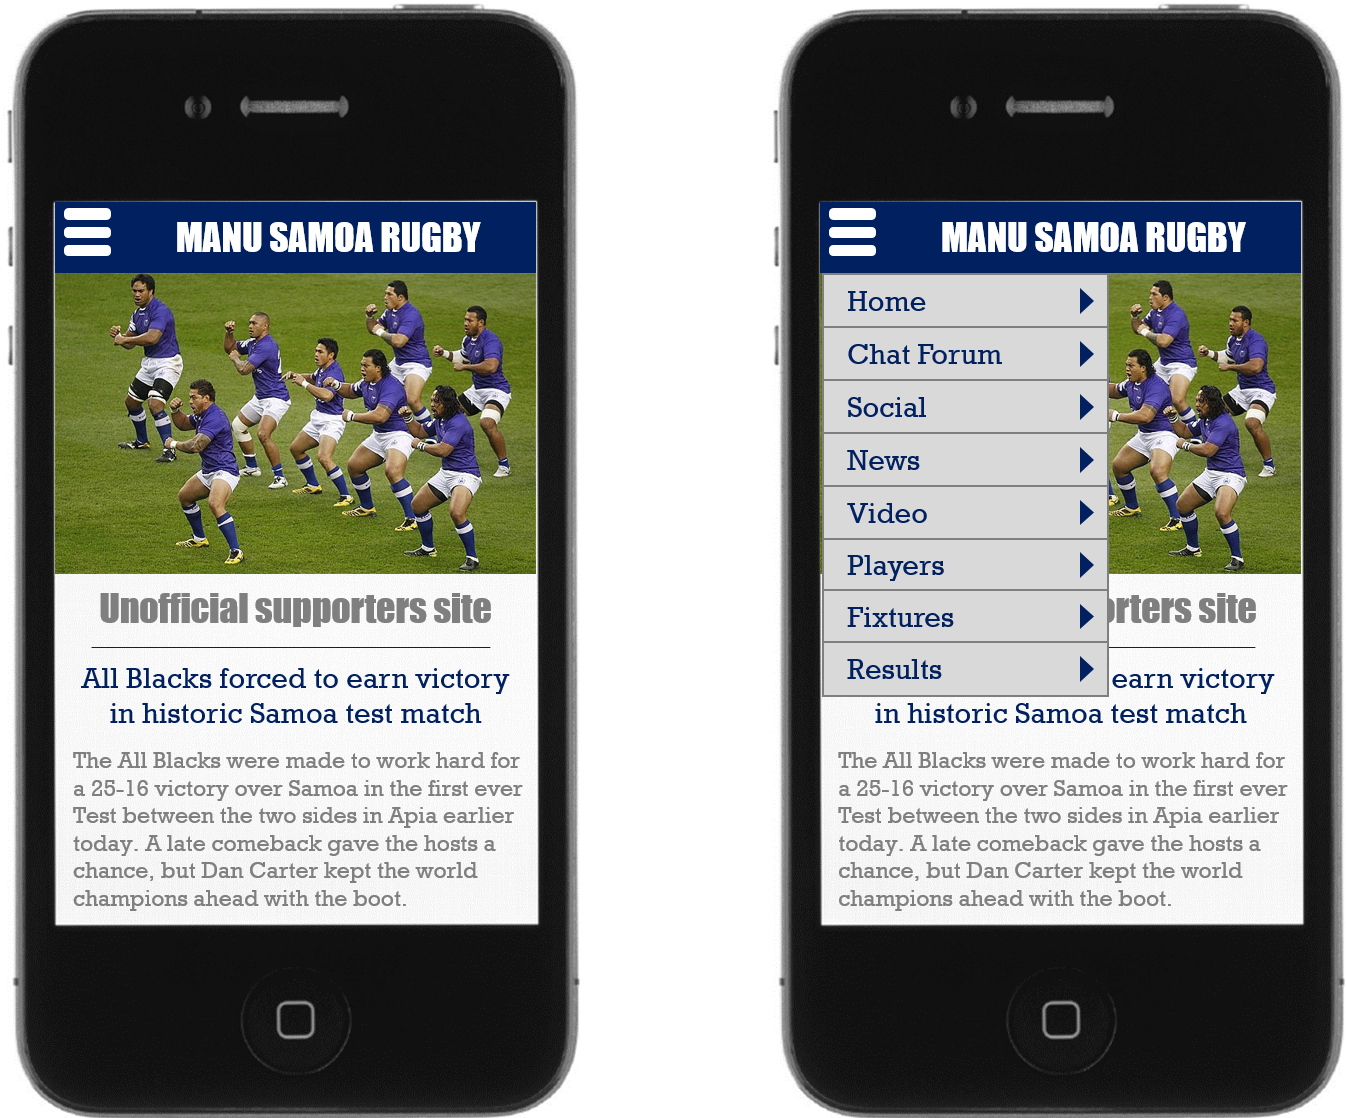 MANU SAMOA RUGBY
Unofficial supporters site
All Blacks forced to earn victory
in historic Samoa test match
The All Blacks were made to work hard for
a 25-16 victory over Samoa in the first ever
Test between the two sides in Apia earlier
today. A late comeback gave the hosts a
chance, but Dan Carter kept the world
champions ahead with the boot.
MANU SAMOA RUGBY
Home
Chat Forum
Social
News
Video
Players
Fixtures
Results
orters site
earn victory
in historic Samoa test match
The All Blacks were made to work hard for
a 25-16 victory over Samoa in the first ever
Test between the two sides in Apia earlier
today. A late comeback gave the hosts a
chance, but Dan Carter kept the world
champions ahead with the boot.